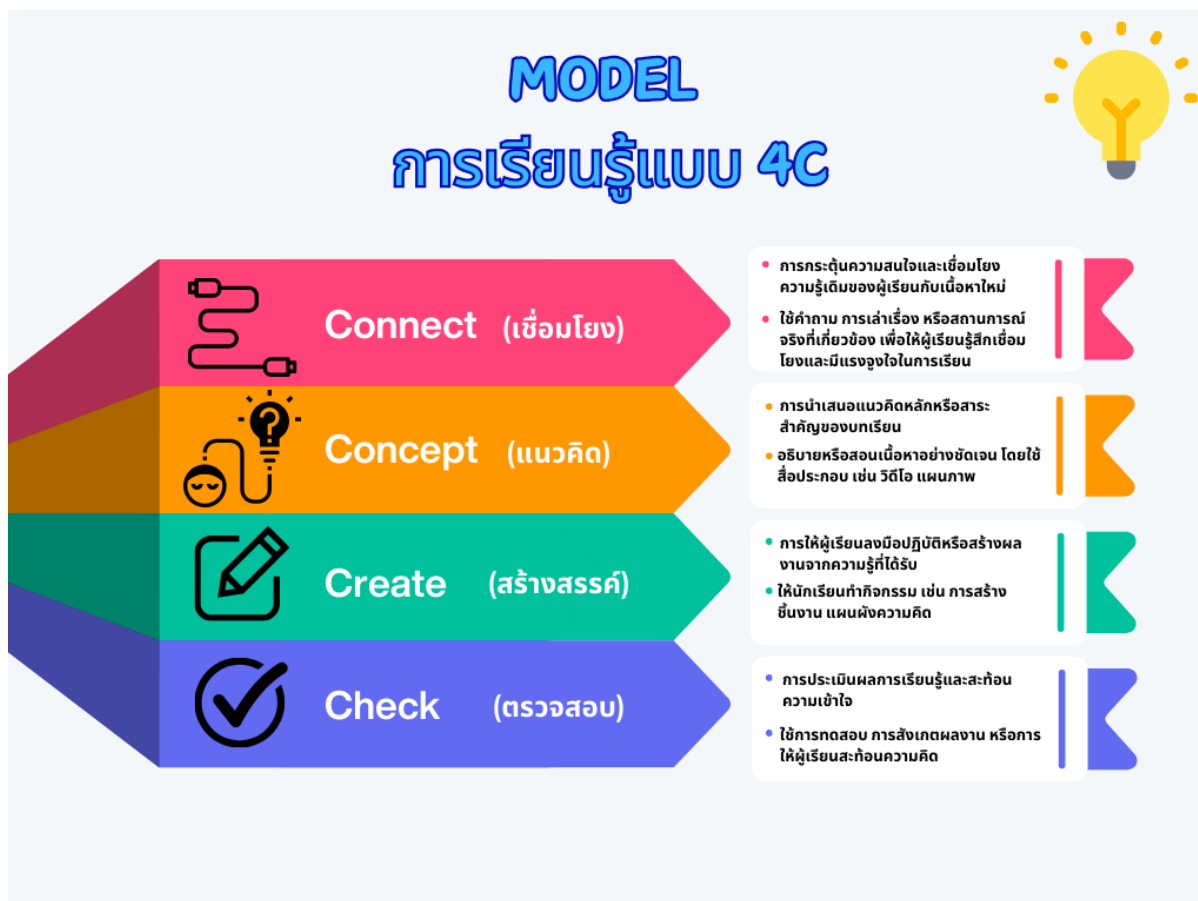 MODEL
การเรียนรู้แบบ 4C
Connect (เชื่อมโยง)
• การกระตุ้นความสนใจและเชื่อมโยง
ความรู้เดิมของผู้เรียนกับเนื้อหาใหม่
• ใช้คำถาม การเล่าเรื่อง หรือสถานการณ์
จริงที่เกี่ยวข้อง เพื่อให้ผู้เรียนรู้สึกเชื่อม
โยงและมีแรงจูงใจในการเรียน
Concept (แนวคิด)
• การนำเสนอแนวคิดหลักหรือสาระ
สำคัญของบทเรียน
• อธิบายหรือสอนเนื้อหาอย่างชัดเจน โดยใช้
สื่อประกอบ เช่น วิดีโอ แผนภาพ
Create (สร้างสรรค์)
• การให้ผู้เรียนลงมือปฏิบัติหรือสร้างผล
งานจากความรู้ที่ได้รับ
• ให้นักเรียนทำกิจกรรม เช่น การสร้าง
ชิ้นงาน แผนผังความคิด
Check (ตรวจสอบ)
• การประเมินผลการเรียนรู้และสะท้อน
ความเข้าใจ
• ใช้การทดสอบ การสังเกตผลงาน หรือการ
ให้ผู้เรียนสะท้อนความคิด